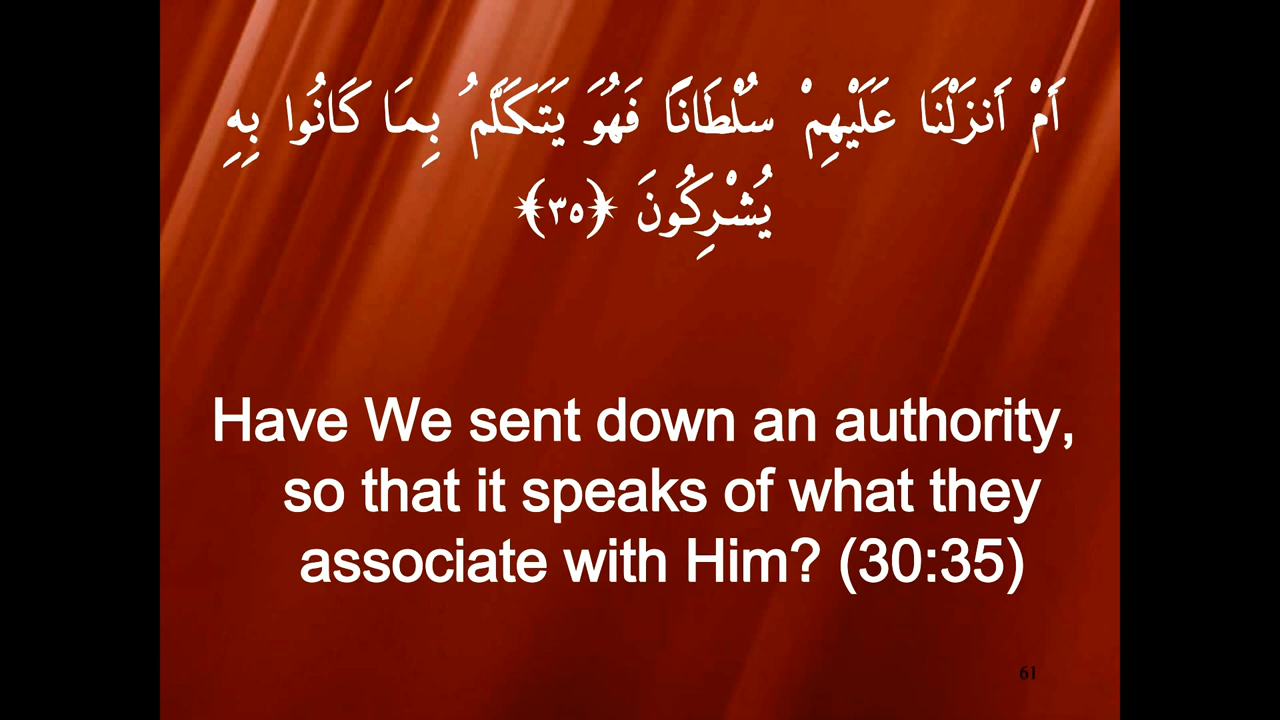 أَمْ أَنزَلْنَا عَلَيْهِمْ سُلْطَانًا فَهُوَ يَتَكَلَّمُ بِمَا كَانُوا بِهِ
يُشْرِكُونَ ﴿٣٥﴾
Have We sent down an authority,
so that it speaks of what they
associate with Him? (30:35)
61